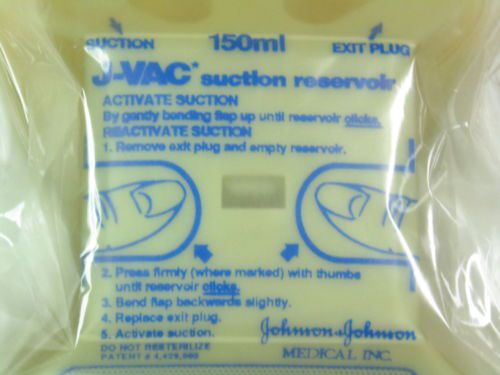 SUCTION 150ml EXIT PLUG
J-VAC* suction reservoir
ACTIVATE SUCTION
By gently bending flap up until reservoir clicks.
REACTIVATE SUCTION
1. Remove exit plug and empty reservoir.
2. Press firmly (where marked) with thumbs
until reservoir clicks.
3. Bend flap backwards slightly.
4. Replace exit plug.
5. Activate suction.
Johnson & Johnson
MEDICAL INC.
DO NOT RESTERILIZE
PATENT # 4,429,693